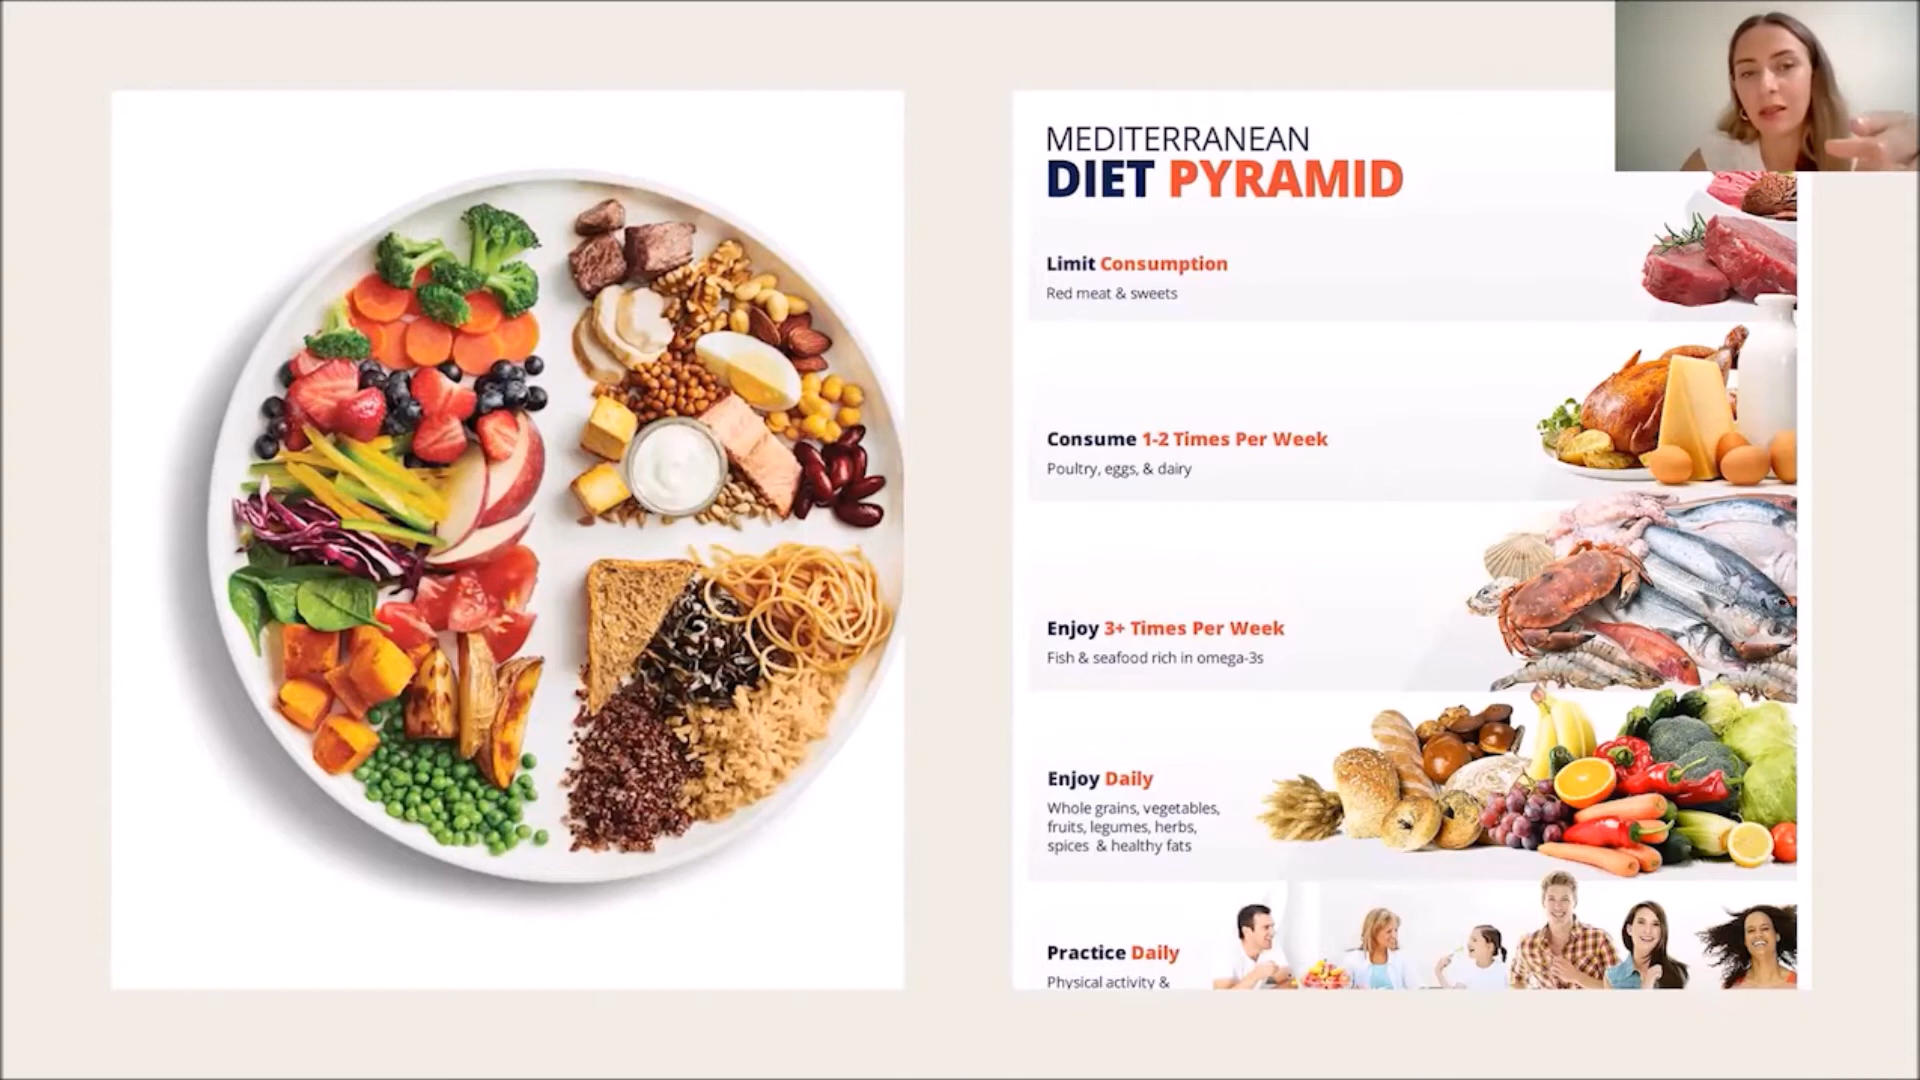 MEDITERRANEAN
DIET PYRAMID
Limit Consumption
Red meat & sweets
Consume 1-2 Times Per Week
Poultry, eggs, & dairy
Enjoy 3+ Times Per Week
Fish & seafood rich in omega-3s
Enjoy Daily
Whole grains, vegetables,
fruits, legumes, herbs,
spices & healthy fats
Practice Daily
Physical activity &